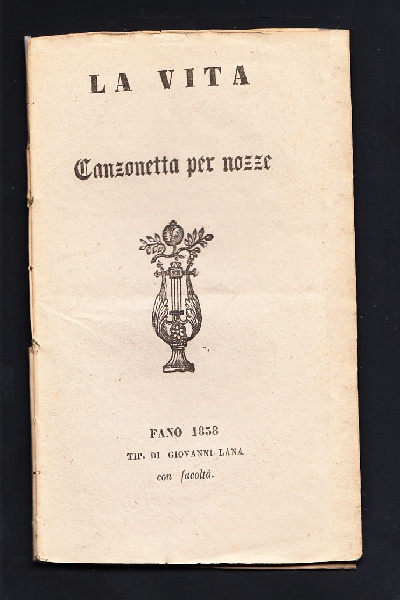 LA VITA
Canzonetta per nozze
FANO 1838
TIP. DI GIOVANNI LANA
con facoltà.